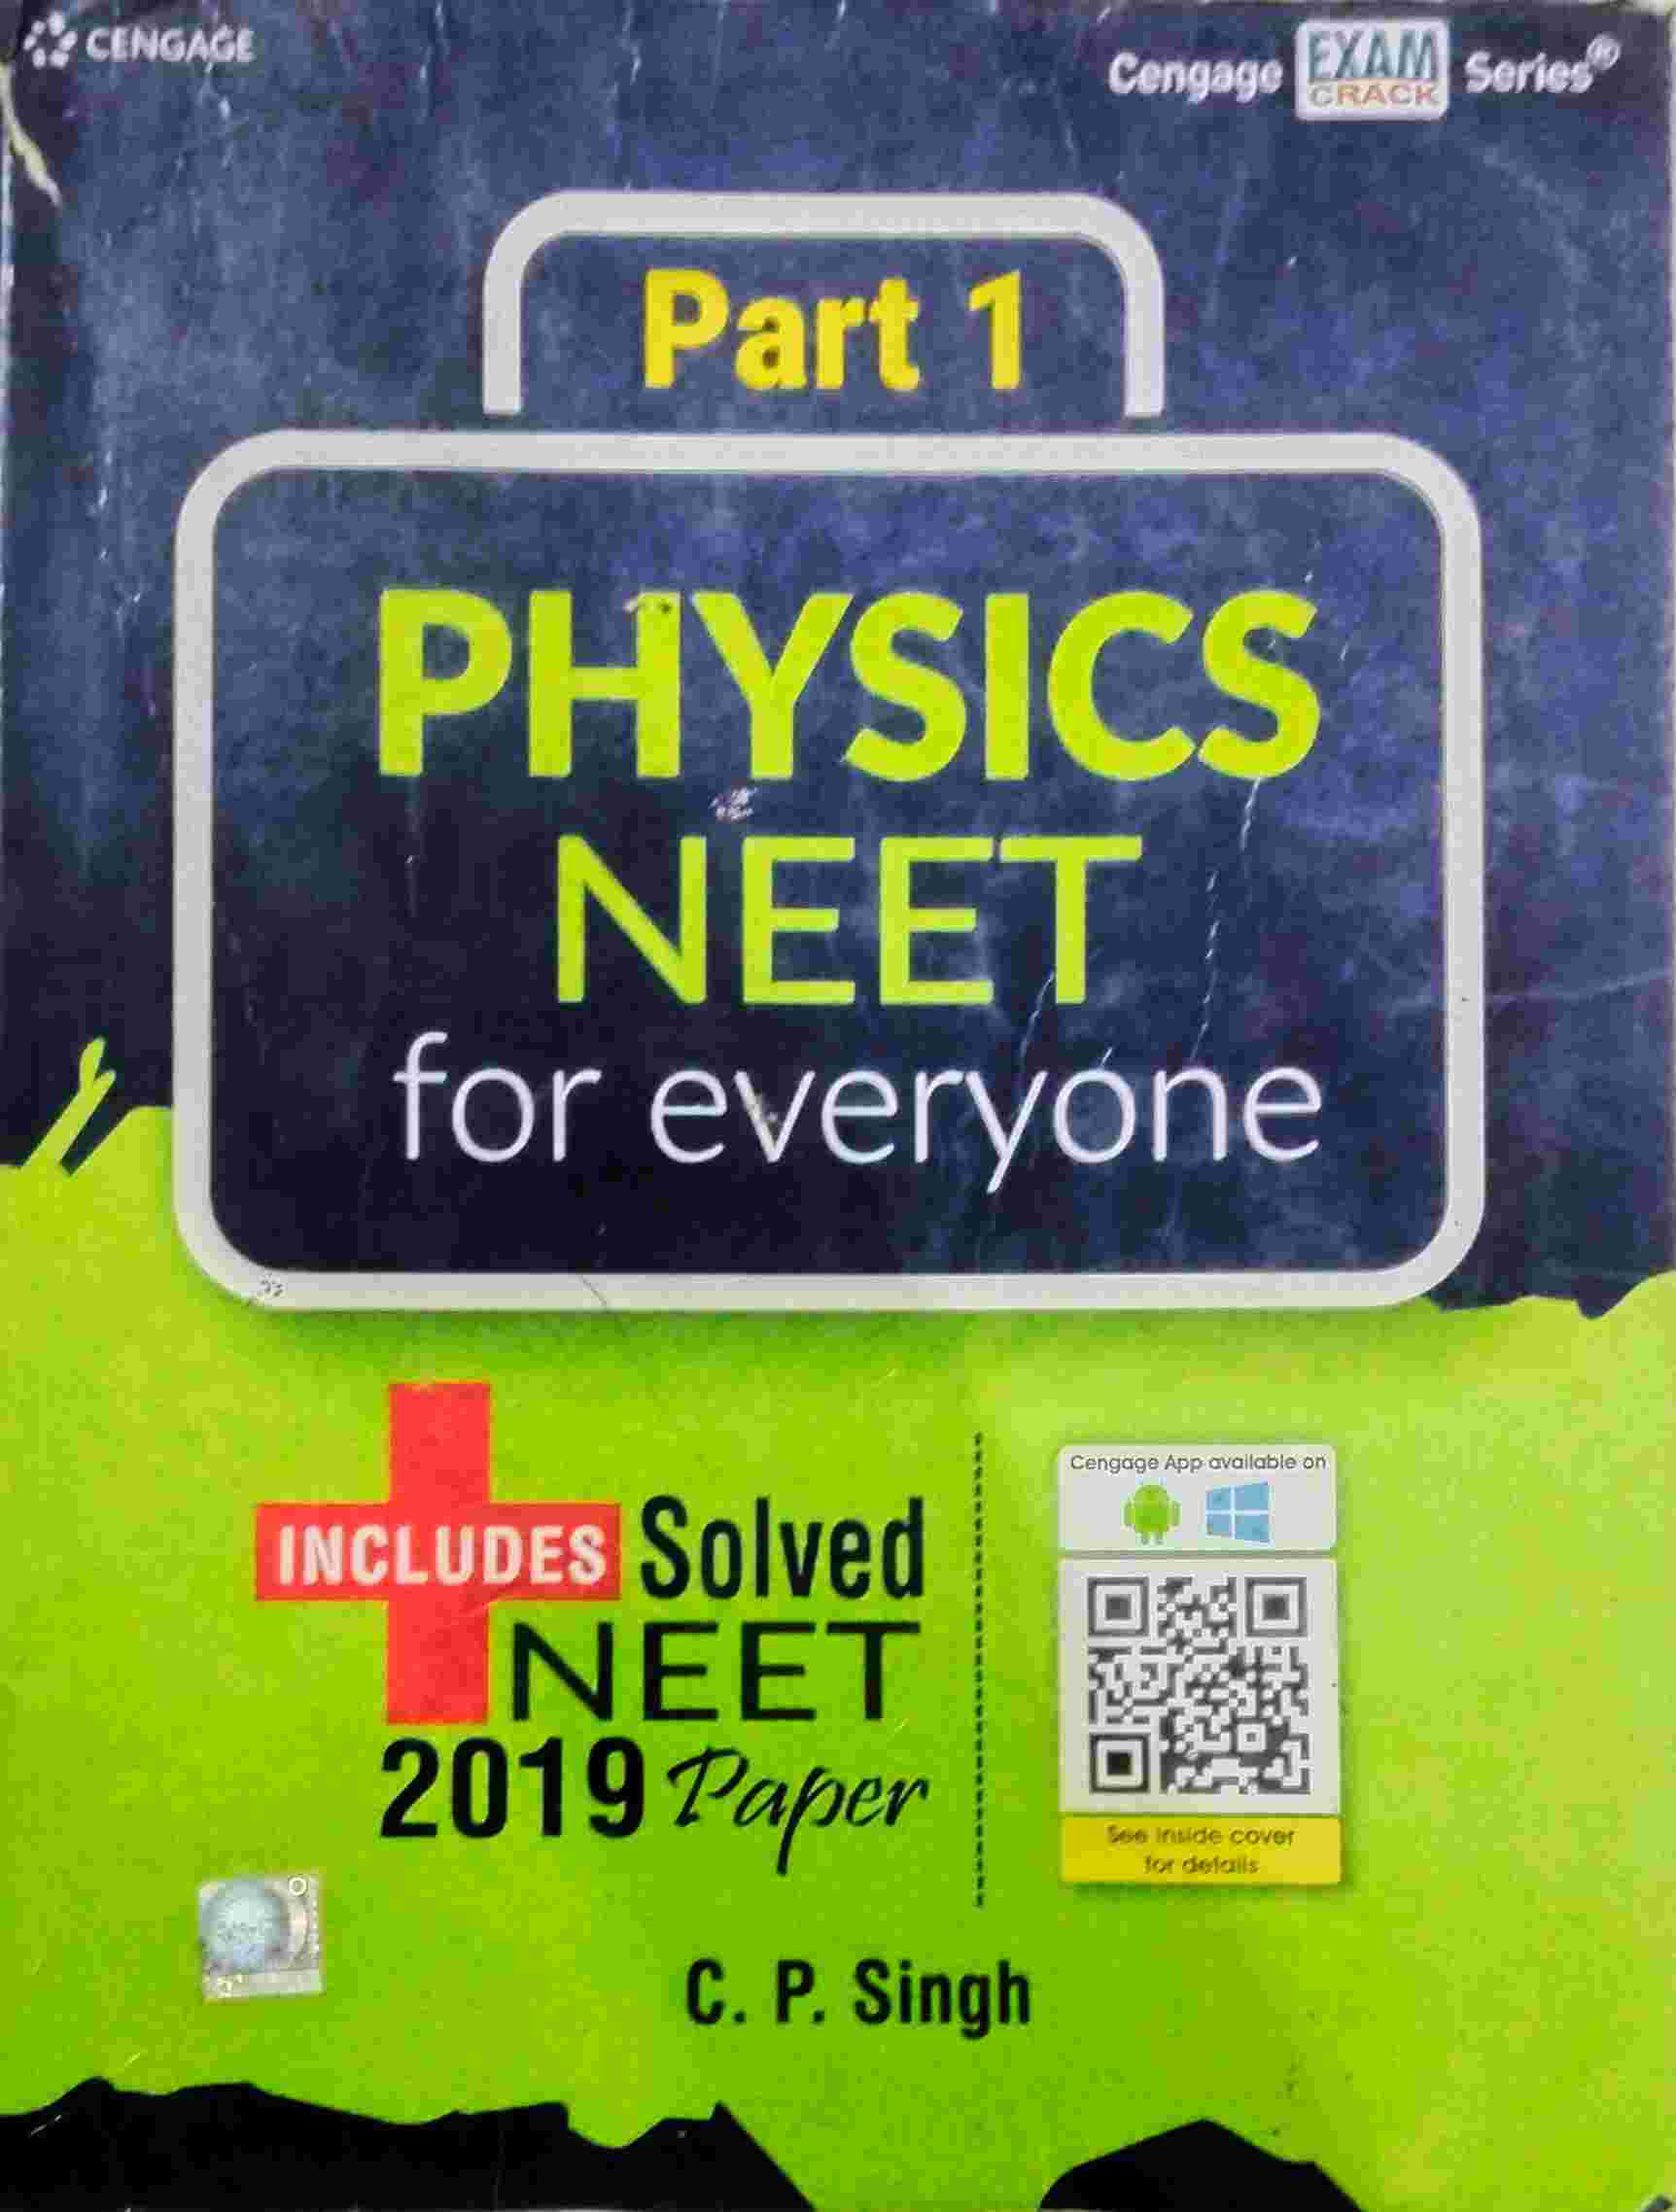 CENGAGE
Cengage EXAM CRACK Series®
Part 1
PHYSICS
NEET
for everyone
INCLUDES Solved
NEET
2019 Paper
Cengage App available on
See inside cover
for details
C. P. Singh